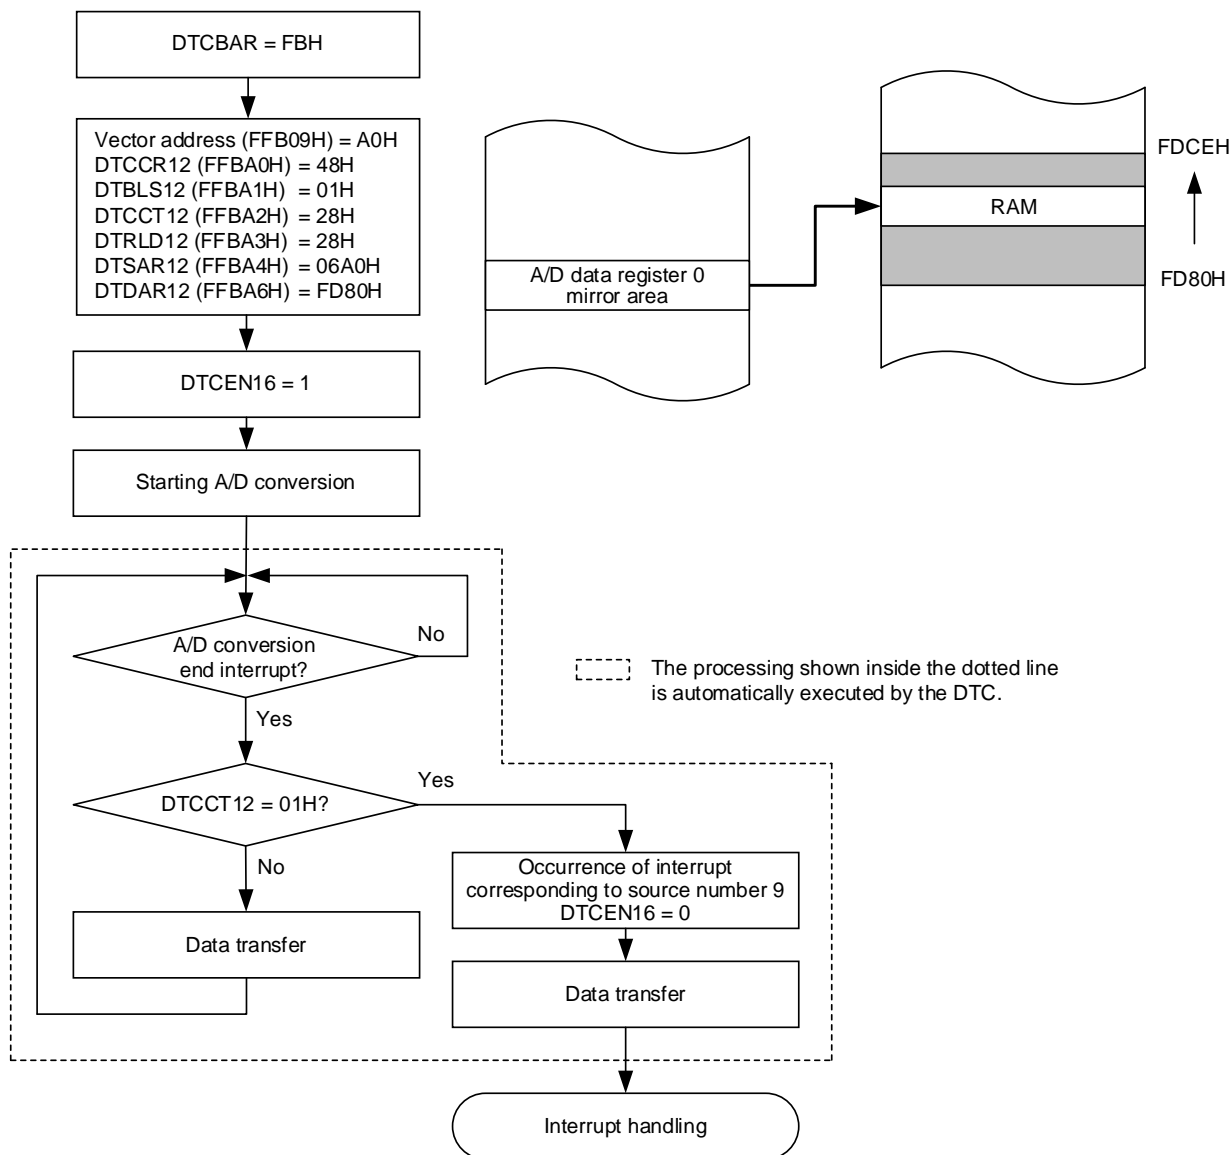 DTCBAR = FBH
Vector address (FFB09H) = A0H
DTCCR12 (FFBA0H) = 48H
DTBLS12 (FFBA1H) = 01H
DTCCT12 (FFBA2H) = 28H
DTRLD12 (FFBA3H) = 28H
DTSAR12 (FFBA4H) = 06A0H
DTDAR12 (FFBA6H) = FD80H
DTCEN16 = 1
Starting A/D conversion
A/D data register 0
mirror area
FDCEH
RAM
FD80H
A/D conversion
end interrupt?
No
Yes
The processing shown inside the dotted line
is automatically executed by the DTC.
DTCCT12 = 01H?
Yes
No
Data transfer
Occurrence of interrupt
corresponding to source number 9
DTCEN16 = 0
Data transfer
Interrupt handling